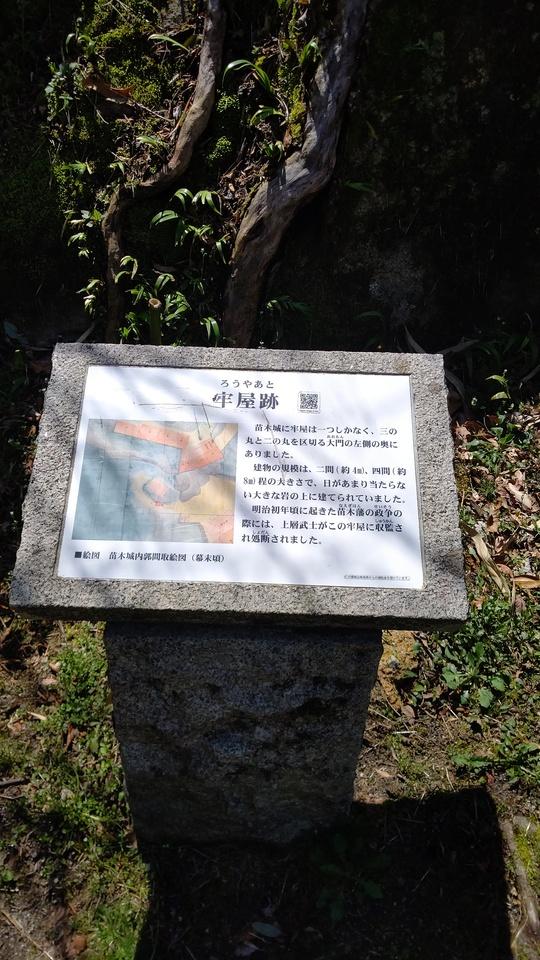 ろうやあと
牢屋跡
苗木城に牢屋は一つしかなく、三の
丸と二の丸を区切る大門の左側の奥に
ありました。
建物の規模は、二間(約4m)、四間(約
8m)程の大きさで、日があまり当たらな
い大きな岩の上に建てられていました。
明治初年頃に起きた苗木藩の政争の
際には、上層武士がこの牢屋に収監さ
れ処断されました。
■絵図 苗木城内郭間取絵図(幕末頃)